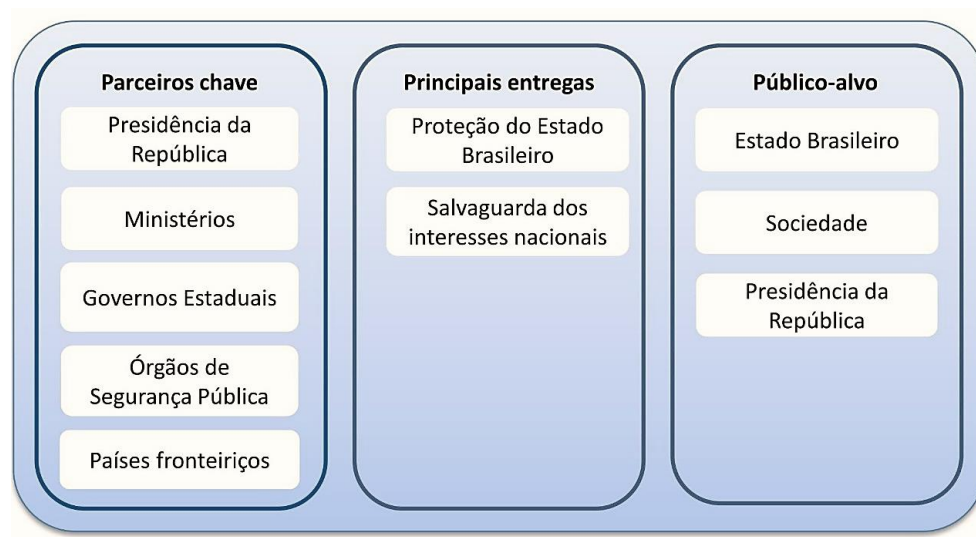 Parceiros chave
Presidência da
República
Ministérios
Governos Estaduais
Órgãos de
Segurança Pública
Países fronteiriços
Principais entregas
Proteção do Estado
Brasileiro
Salvaguarda dos
interesses nacionais
Público-alvo
Estado Brasileiro
Sociedade
Presidência da
República